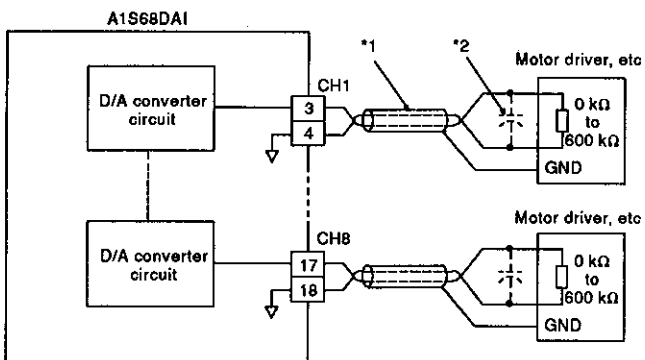 A1S68DAI
*1
*2
Motor driver, etc
CH1
D/A converter
circuit
3
4
0 kΩ
to
600 kΩ
GND
CH8
Motor driver, etc
D/A converter
circuit
17
18
0 kΩ
to
600 kΩ
GND